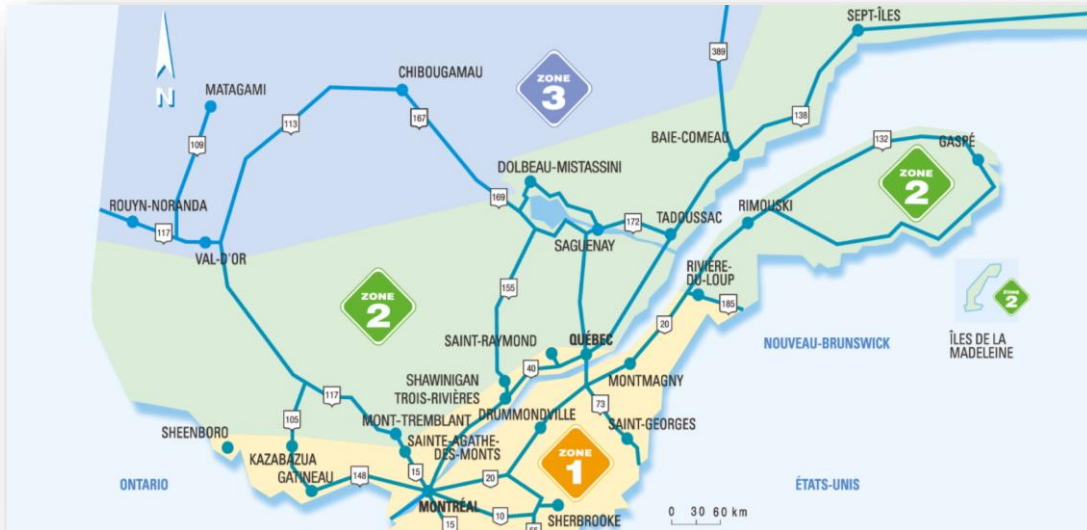 SEPT-ÎLES
389
ZONE
3
CHIBOUGAMAU
N
MATAGAMI
113
167
138
BAIE-COMEAU
132
GASPÉ
109
DOLBEAU-MISTASSINI
ZONE
2
169
ROUYN-NORANDA
TADOUSSAC
RIMOUSKI
172
117
SAGUENAY
VAL-D'OR
RIVIÈRE-
DU-LOUP
155
185
ZONE
2
ZONE
2
20
SAINT-RAYMOND
QUÉBEC
NOUVEAU-BRUNSWICK
ÎLES DE LA
MADELEINE
40
MONTMAGNY
SHAWINIGAN
TROIS-RIVIÈRES
117
73
105
MONT-TREMBLANT
DRUMMONDVILLE
SAINT-GEORGES
SHEENBORO
SAINTE-AGATHE-
DES-MONTS
KAZABAZUA
ZONE
1
15
GATINEAU
148
20
ONTARIO
ÉTATS-UNIS
MONTRÉAL
10
SHERBROOKE
0 30 60 km
15
55